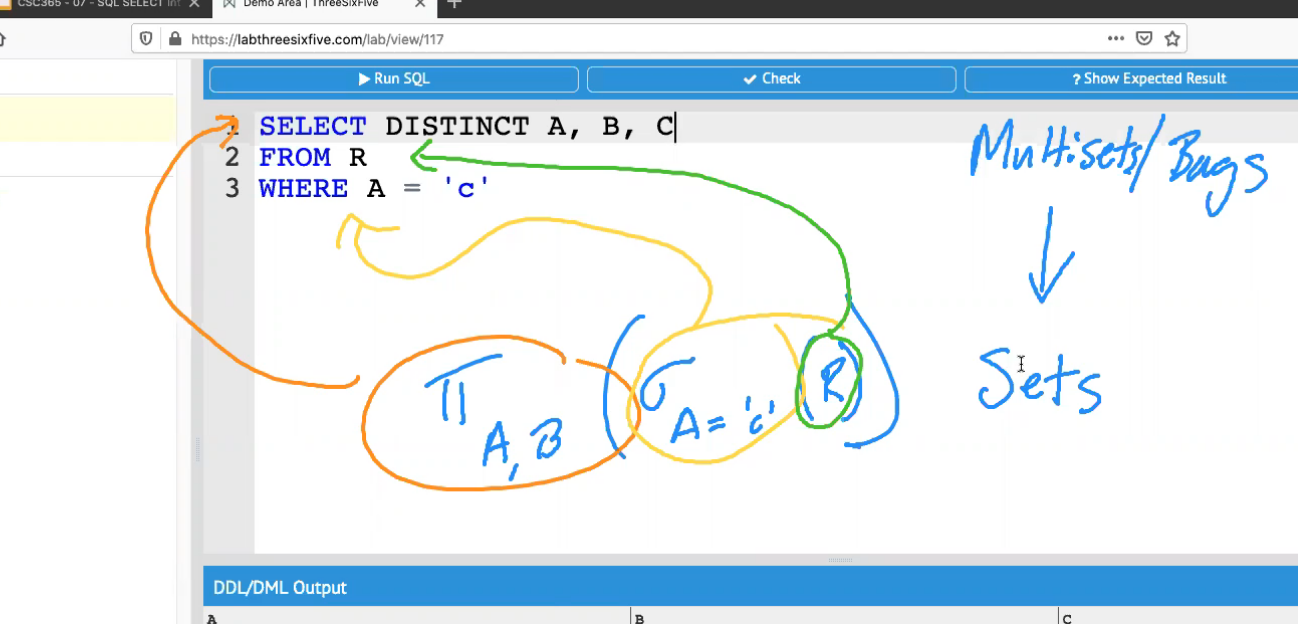 CSC365 - 07 - SQL SELECT Int
Demo Area | ThreeSixFive
https://labthreesixfive.com/lab/view/117
Run SQL
Check
? Show Expected Result
1 SELECT DISTINCT A, B, C
2 FROM R
3 WHERE A = 'c'
Multisets/Bags
Sets
π A, B (σ A = 'c' (R))
DDL/DML Output
A B C